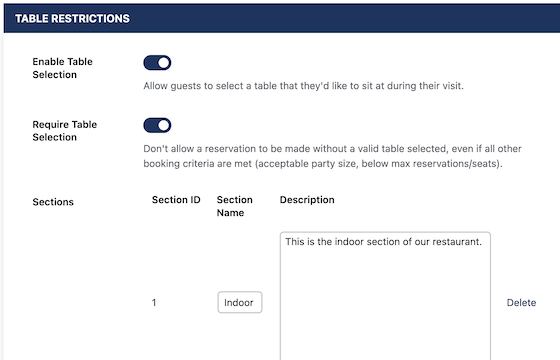 TABLE RESTRICTIONS
Enable Table
Selection
Allow guests to select a table that they'd like to sit at during their visit.
Require Table
Selection
Don't allow a reservation to be made without a valid table selected, even if all other
booking criteria are met (acceptable party size, below max reservations/seats).
Sections
Section ID
Section
Name
Description
1
Indoor
This is the indoor section of our restaurant.
Delete